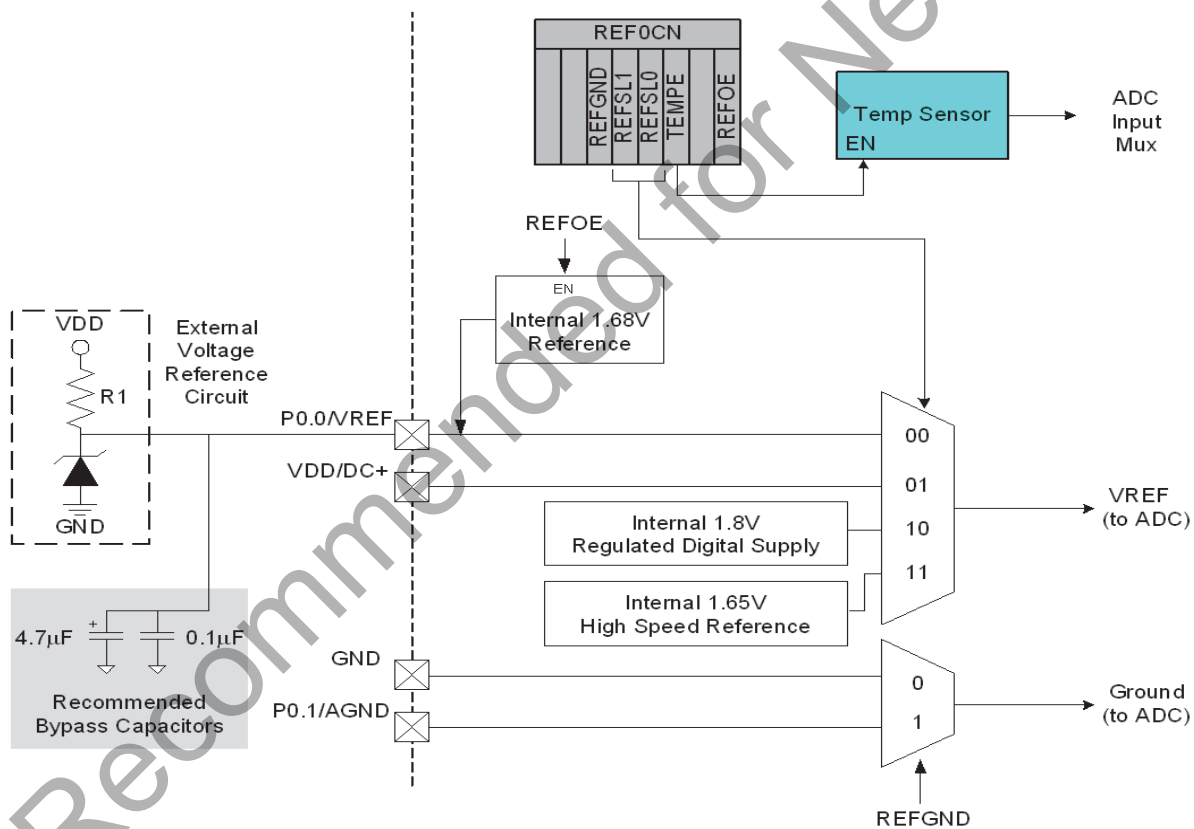 REF0CN
REFGND
REFSL1
REFSL0
TEMPE
REFOE
Temp Sensor
EN
ADC
Input
Mux
REFOE
EN
Internal 1.68V
Reference
VDD
R1
GND
External
Voltage
Reference
Circuit
P0.0/VREF
VDD/DC+
00
01
10
11
Internal 1.8V
Regulated Digital Supply
Internal 1.65V
High Speed Reference
VREF
(to ADC)
4.7µF
+
0.1µF
Recommended
Bypass Capacitors
GND
P0.1/AGND
0
1
Ground
(to ADC)
REFGND
Recommended for Ne